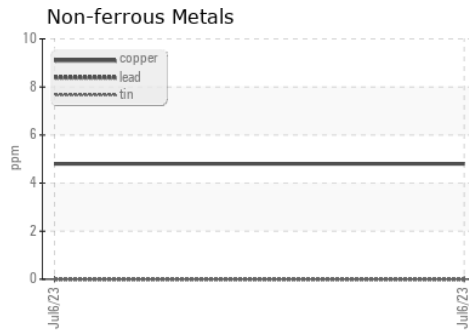 Non-ferrous Metals
10
copper
lead
tin
8
6
ppm
4
2
0
Jul6/23
Jul6/23